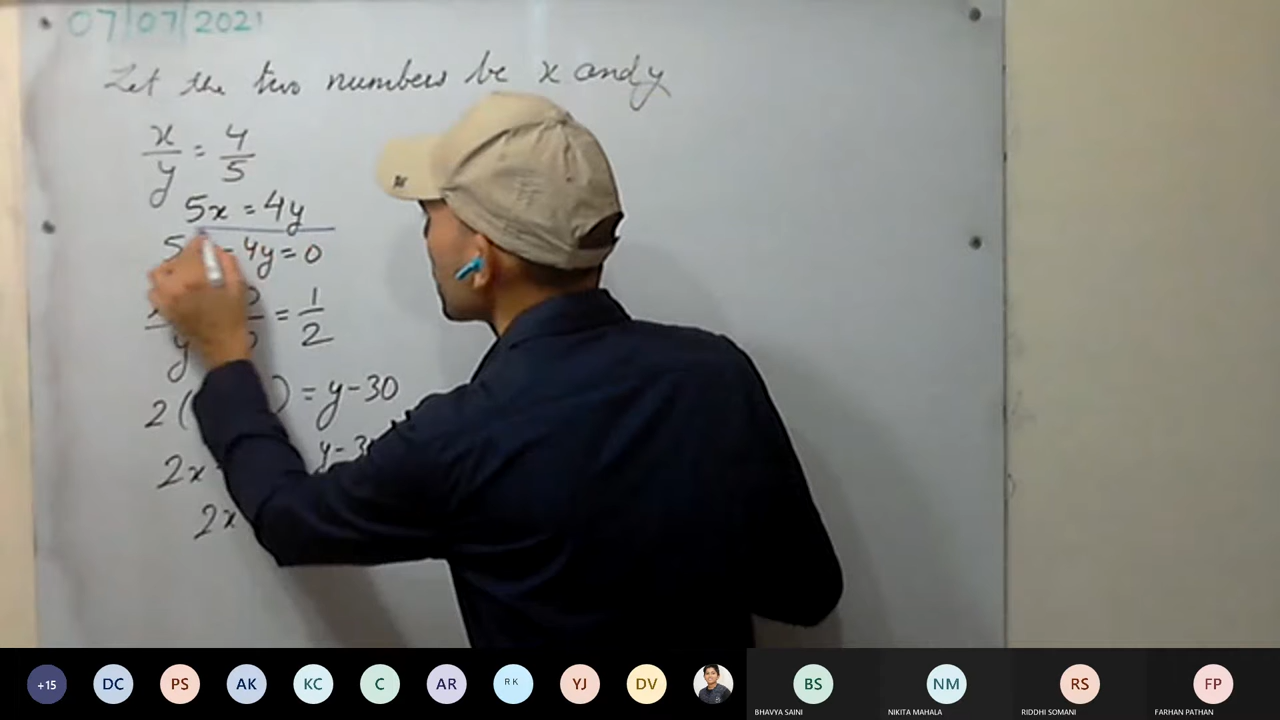 07/07/2021
Let the two numbers be x and y
x/y = 4/5
5x = 4y
5 - 4y = 0
y = 1/2
2 ( ) = y - 30
2x y - 3
2x
+15 DC PS AK KC C AR RK YJ DV BS NM RS FP
BHAVYA SAINI NIKITA MAHALA RIDDHI SOMANI FARHAN PATHAN